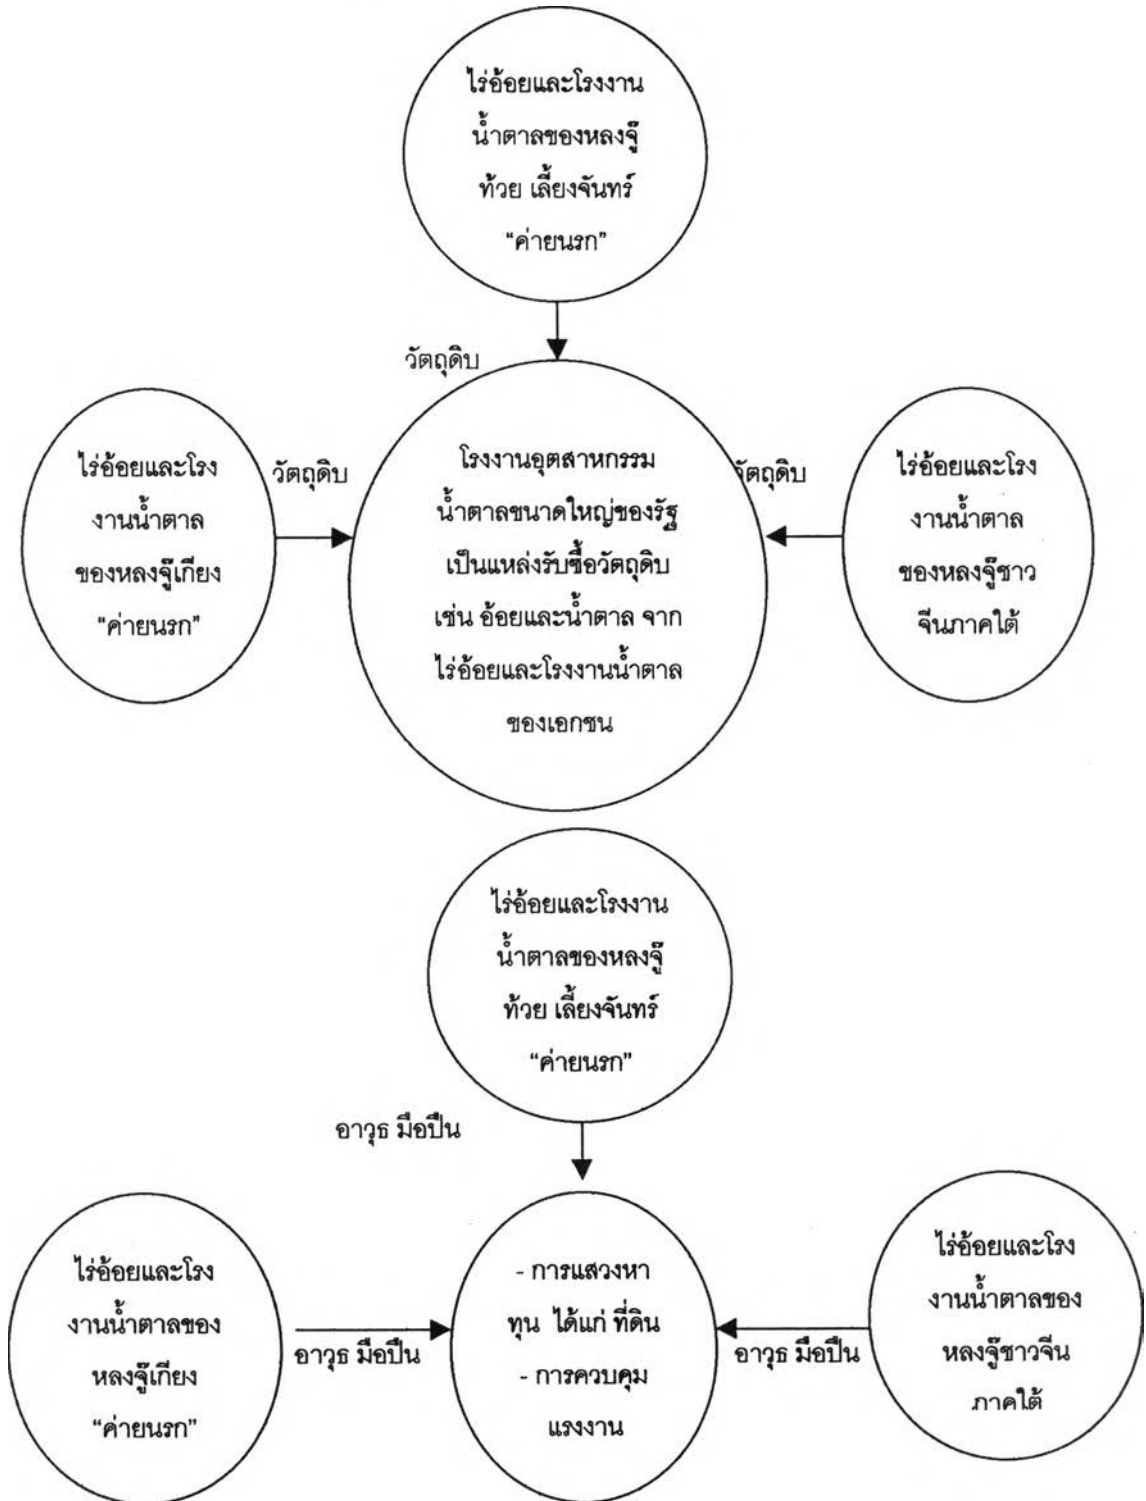 ไร่อ้อยและโรงงาน
น้ำตาลของหลงจู๊
ท้วย เลี้ยงจันทร์
“ค่ายนรก”
วัตถุดิบ
ไร่อ้อยและโรง
งานน้ำตาล
ของหลงจู๊เกียง
“ค่ายนรก”
วัตถุดิบ
โรงงานอุตสาหกรรม
น้ำตาลขนาดใหญ่ของรัฐ
เป็นแหล่งรับซื้อวัตถุดิบ
เช่น อ้อยและน้ำตาล จาก
ไร่อ้อยและโรงงานน้ำตาล
ของเอกชน
วัตถุดิบ
ไร่อ้อยและโรง
งานน้ำตาล
ของหลงจู๊ชาว
จีนภาคใต้
ไร่อ้อยและโรงงาน
น้ำตาลของหลงจู๊
ท้วย เลี้ยงจันทร์
“ค่ายนรก”
อาวุธ มือปืน
ไร่อ้อยและโรง
งานน้ำตาลของ
หลงจู๊เกียง
“ค่ายนรก”
อาวุธ มือปืน
- การแสวงหา
ทุน ได้แก่ ที่ดิน
- การควบคุม
แรงงาน
อาวุธ มือปืน
ไร่อ้อยและโรง
งานน้ำตาลของ
หลงจู๊ชาวจีน
ภาคใต้